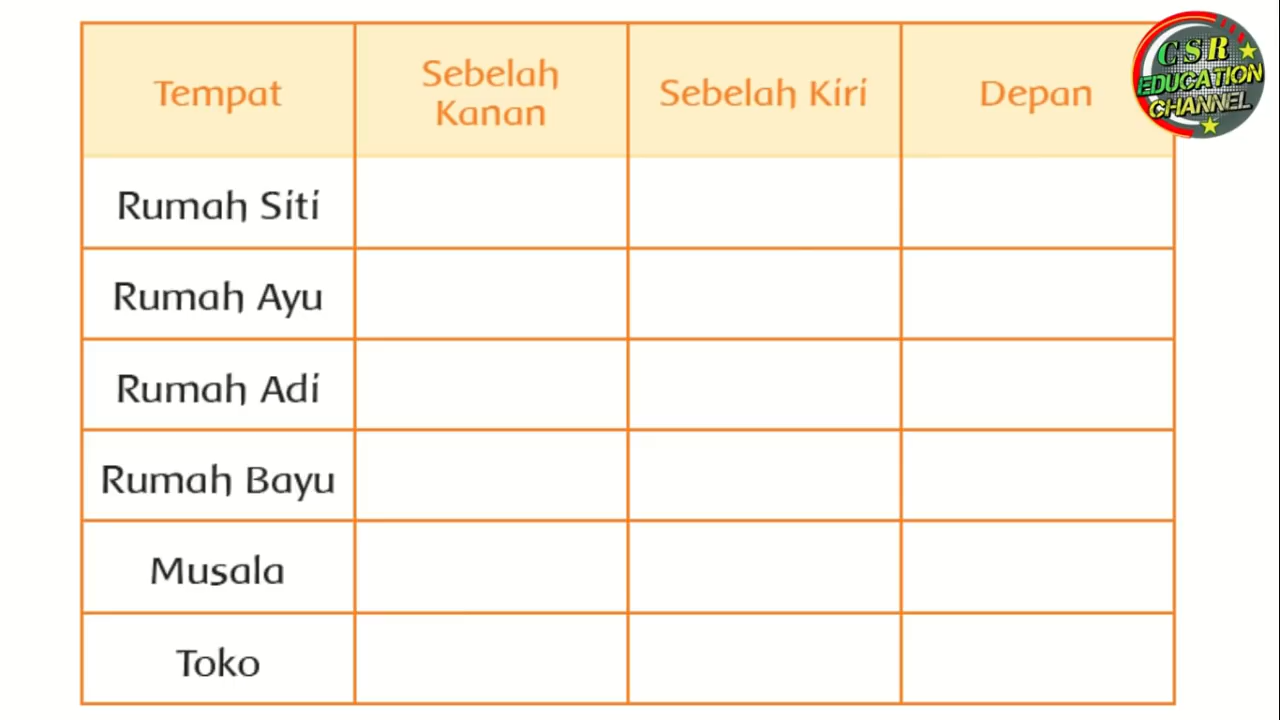 Tempat
Sebelah
Kanan
Sebelah Kiri
Depan
CSR
EDUCATION
CHANNEL
Rumah Siti
Rumah Ayu
Rumah Adi
Rumah Bayu
Musala
Toko